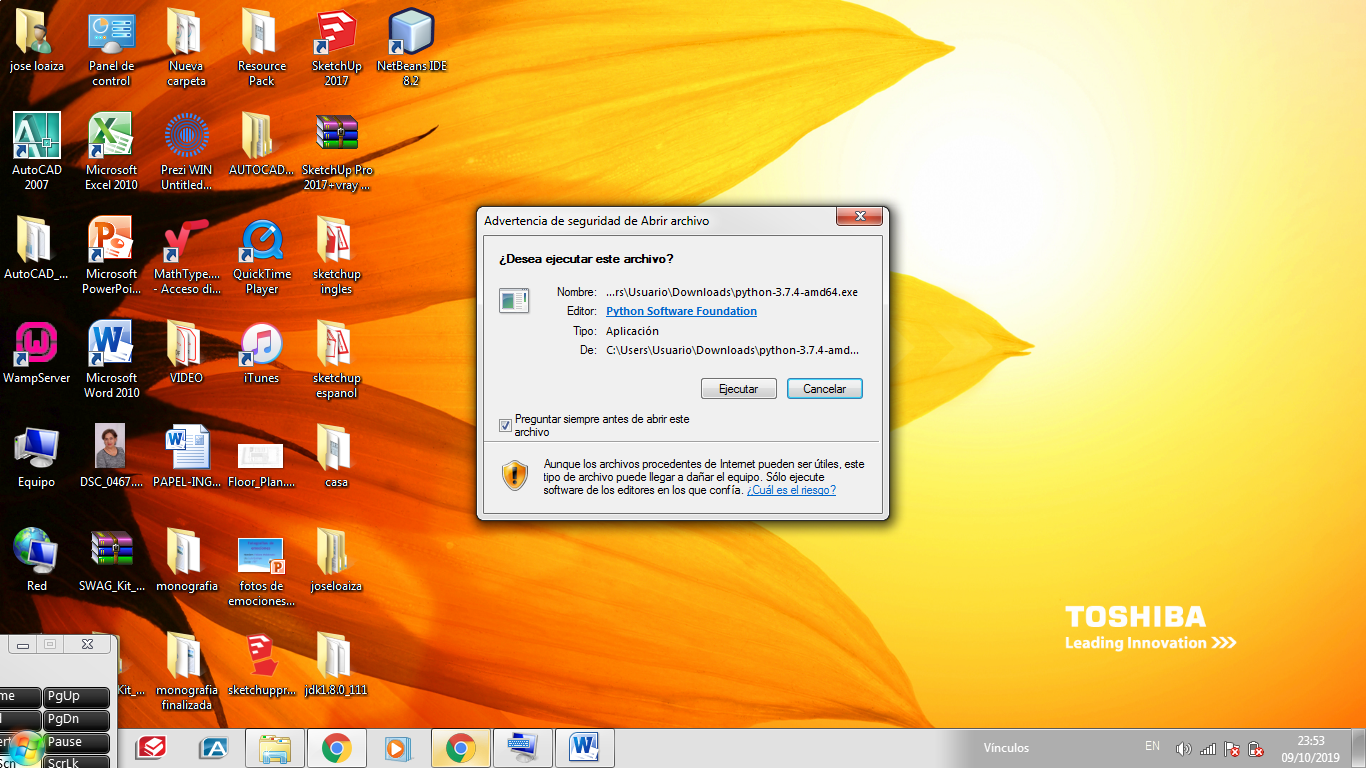 jose loaiza
Panel de
control
Nueva
carpeta
Resource
Pack
SketchUp
2017
NetBeans IDE
8.2
AutoCAD
2007
Microsoft
Excel 2010
Prezi WIN
Untitled...
AUTOCAD...
SketchUp Pro
2017+vray ...
AutoCAD_...
Microsoft
PowerPoi...
MathType....
- Acceso di...
QuickTime
Player
sketchup
ingles
WampServer
Microsoft
Word 2010
VIDEO
iTunes
sketchup
espanol
Equipo
DSC_0467....
PAPEL-ING...
Floor_Plan....
casa
Red
SWAG_Kit_...
monografia
fotos de
emociones...
joseloaiza
Kit_...
monografia
finalizada
sketchuppr...
jdk1.8.0_111
Advertencia de seguridad de Abrir archivo
¿Desea ejecutar este archivo?
Nombre: ...rs\Usuario\Downloads\python-3.7.4-amd64.exe
Editor: Python Software Foundation
Tipo: Aplicación
De: C:\Users\Usuario\Downloads\python-3.7.4-amd...
Ejecutar
Cancelar
Preguntar siempre antes de abrir este
archivo
Aunque los archivos procedentes de Internet pueden ser útiles, este
tipo de archivo puede llegar a dañar el equipo. Sólo ejecute
software de los editores en los que confía. ¿Cuál es el riesgo?
TOSHIBA
Leading Innovation >>>
PgUp
PgDn
Pause
ScrLk
Vínculos
EN
23:53
09/10/2019